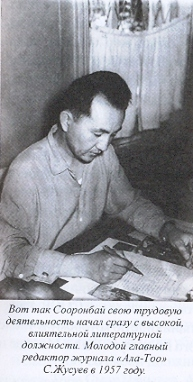 Вот так Сооронбай свою трудовую
деятельность начал сразу с высокой,
влиятельной литературной
должности. Молодой главный
редактор журнала «Ала-Тоо»
С.Жусуев в 1957 году.